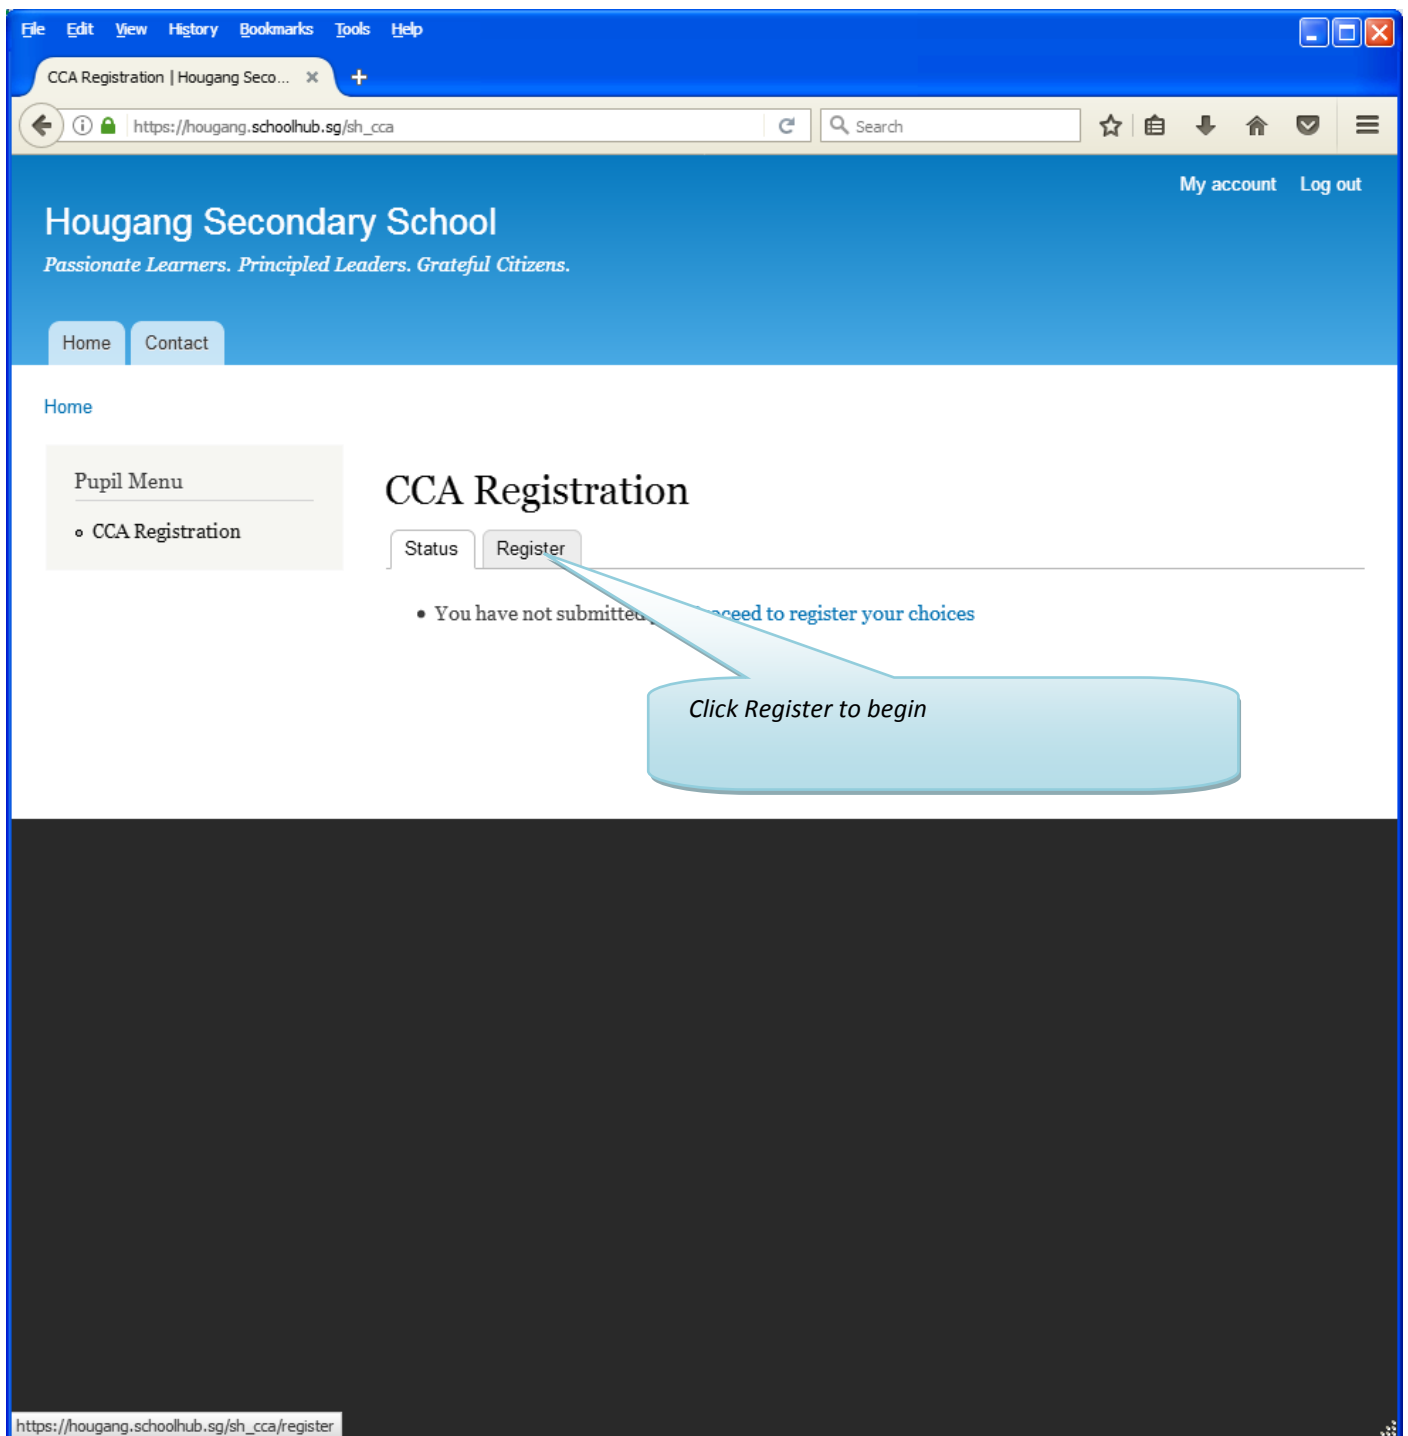 File Edit View History Bookmarks Tools Help
CCA Registration | Hougang Seco...
https://hougang.schoolhub.sg/sh_cca Search
My account Log out
Hougang Secondary School
Passionate Learners. Principled Leaders. Grateful Citizens.
Home Contact
Home
Pupil Menu
CCA Registration
CCA Registration
Status Register
You have not submitted to register your choices
Click Register to begin
https://hougang.schoolhub.sg/sh_cca/register